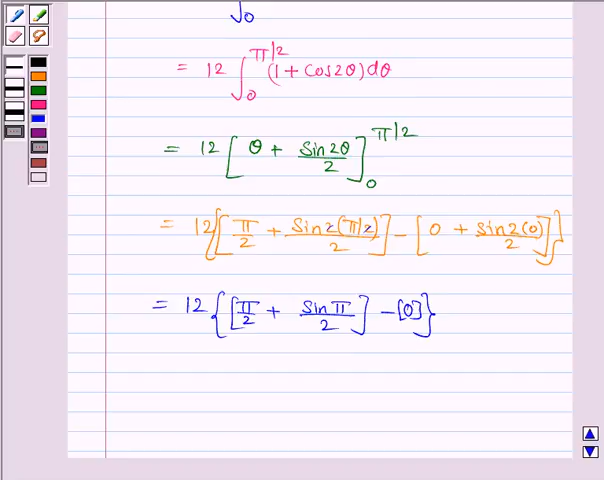 ∫₀
= 12 ∫₀^{π/2} (1 + cos2θ) dθ
= 12 [ θ + sin2θ/2 ]₀^{π/2}
= 12 { [ π/2 + sin2(π/2)/2 ] - [ 0 + sin2(0)/2 ] }
= 12 { [ π/2 + sinπ/2 ] - [0] }